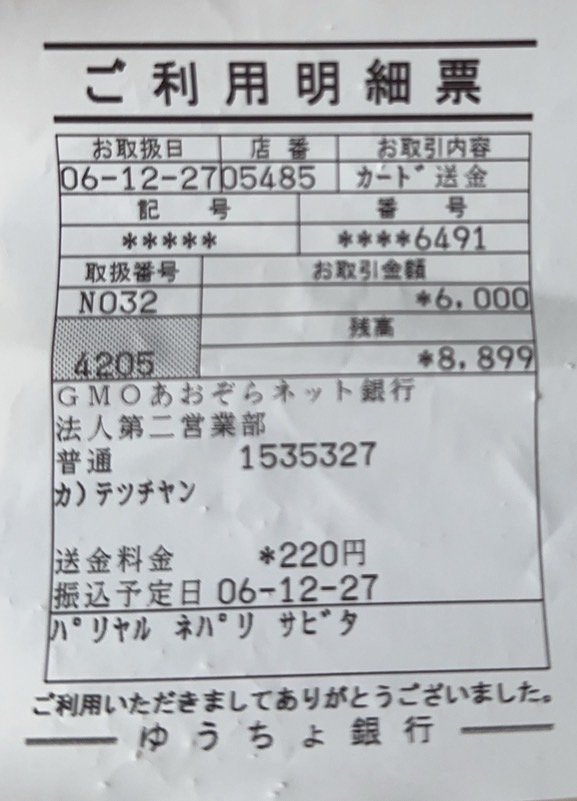 ご利用明細票
お取扱日 店番 お取引内容
06-12-27 05485 カード送金
記号 番号
***** ****6491
取扱番号 お取引金額
N032 *6,000
残高
4205 *8,899
GMOあおぞらネット銀行
法人第二営業部
普通 1535327
カ)テツチヤン
送金料金 *220円
振込予定日 06-12-27
パリヤル ネパリ サビタ
ご利用いただきましてありがとうございました。
ゆうちょ銀行